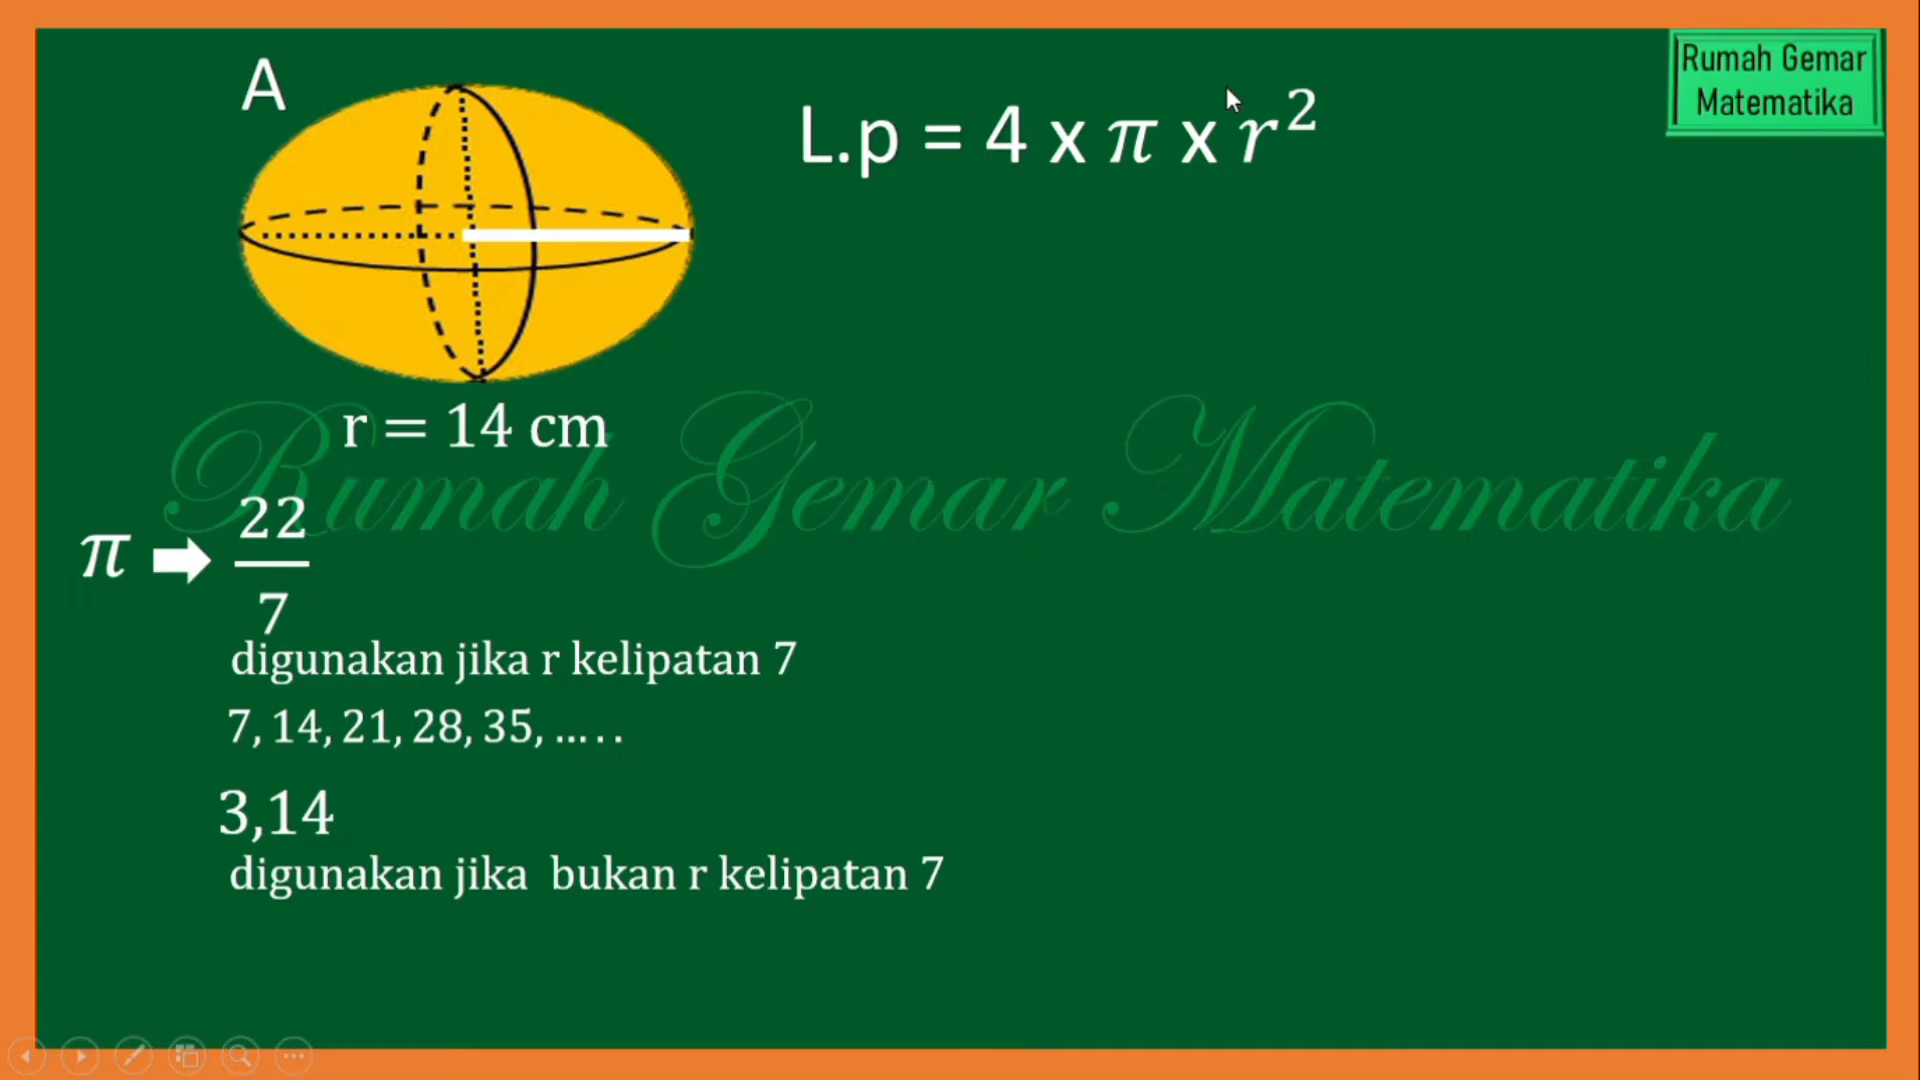 A
L.p = 4 x π x r²
Rumah Gemar
Matematika
r = 14 cm
Rumah Gemar Matematika
π 22/7
digunakan jika r kelipatan 7
7, 14, 21, 28, 35, ... . .
3,14
digunakan jika bukan r kelipatan 7